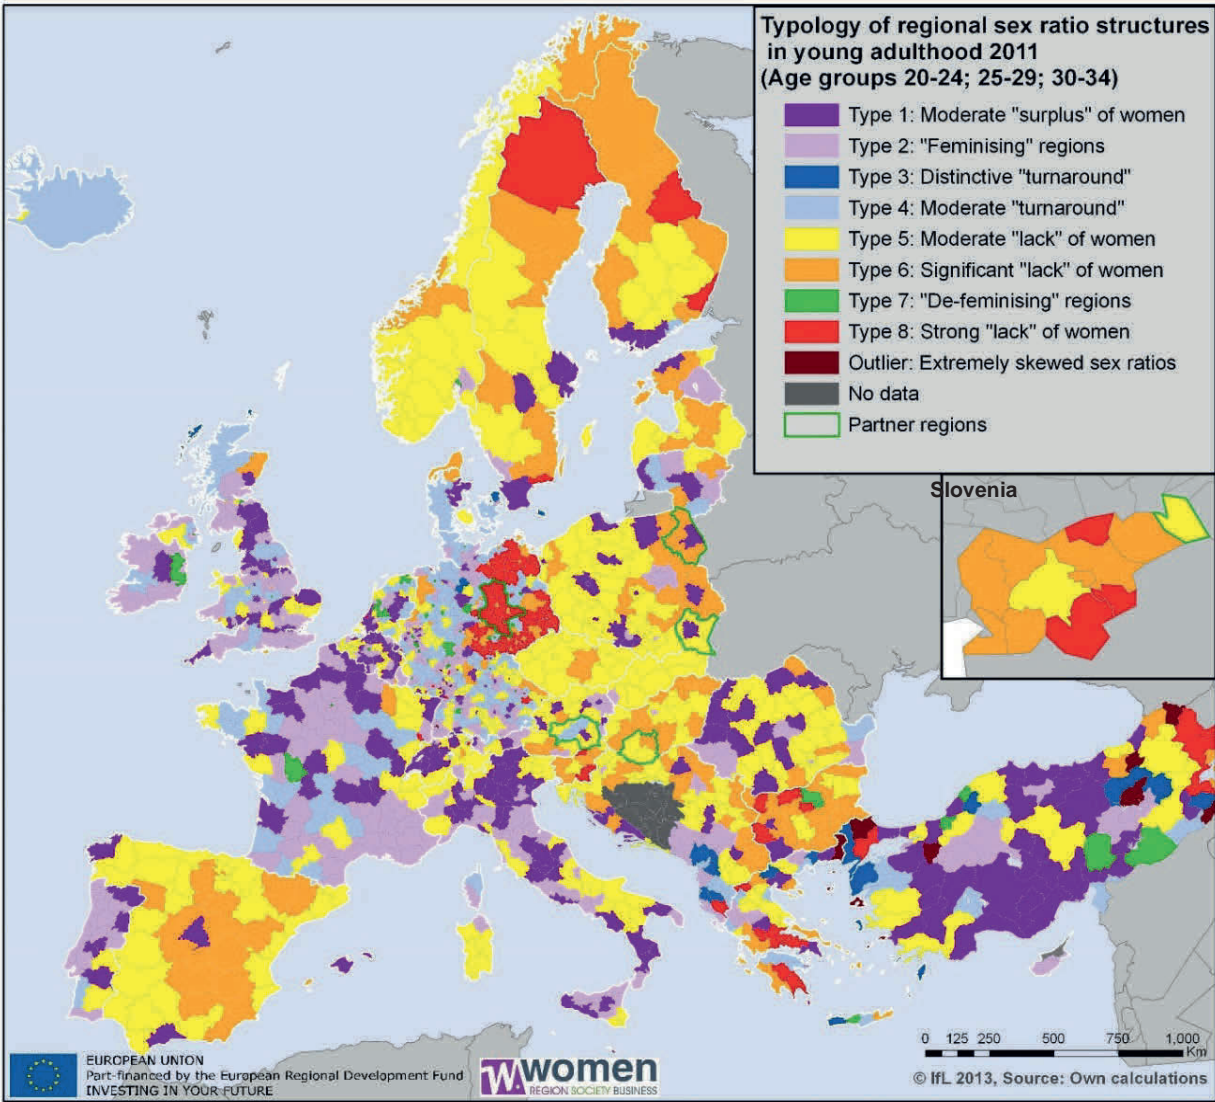 Typology of regional sex ratio structures
in young adulthood 2011
(Age groups 20-24; 25-29; 30-34)
Type 1: Moderate "surplus" of women
Type 2: "Feminising" regions
Type 3: Distinctive "turnaround"
Type 4: Moderate "turnaround"
Type 5: Moderate "lack" of women
Type 6: Significant "lack" of women
Type 7: "De-feminising" regions
Type 8: Strong "lack" of women
Outlier: Extremely skewed sex ratios
No data
Partner regions
Slovenia
0 125 250 500 750 1,000
Km
© IfL 2013, Source: Own calculations
EUROPEAN UNION
Part-financed by the European Regional Development Fund
INVESTING IN YOUR FUTURE
W women
REGION SOCIETY BUSINESS